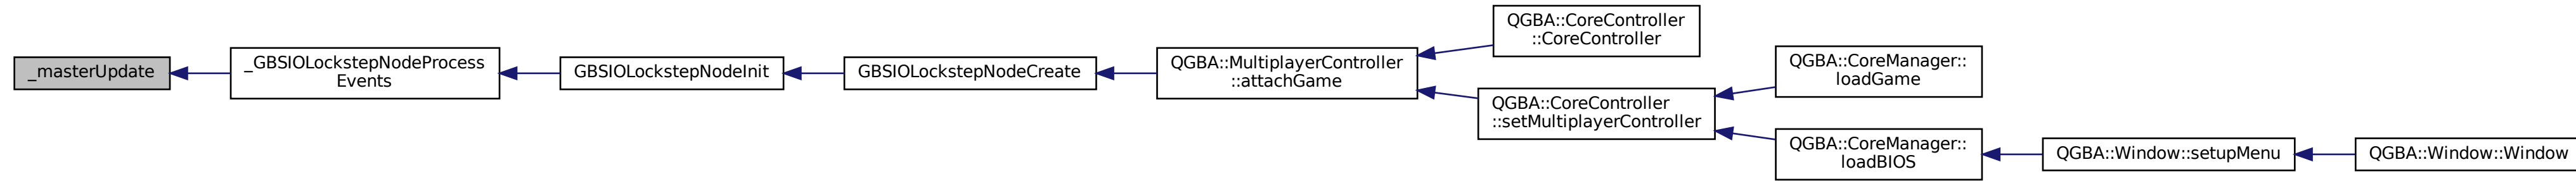 _masterUpdate
_GBSIOLockstepNodeProcess
Events
GBSIOLockstepNodeInit
GBSIOLockstepNodeCreate
QGBA::MultiplayerController
::attachGame
QGBA::CoreController
::CoreController
QGBA::CoreController
::setMultiplayerController
QGBA::CoreManager::
loadGame
QGBA::CoreManager::
loadBIOS
QGBA::Window::setupMenu
QGBA::Window::Window